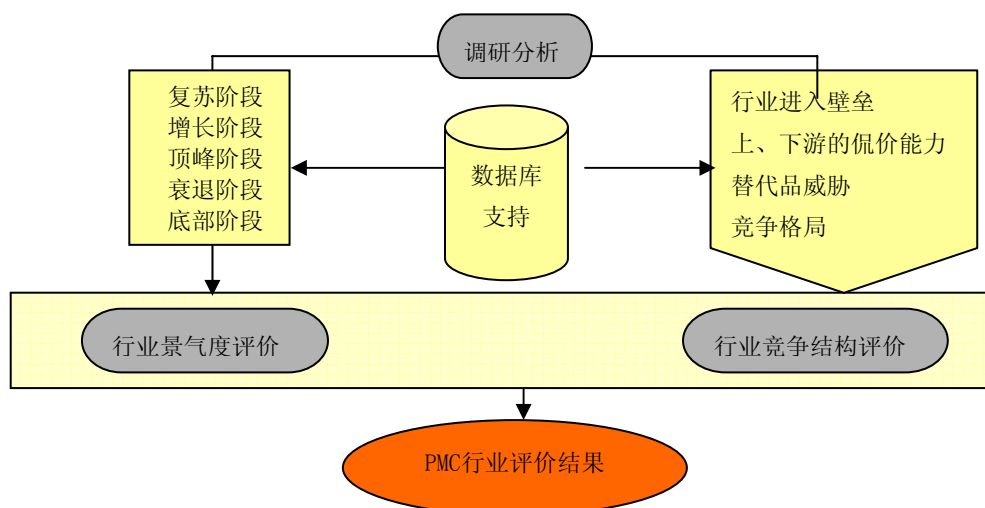 调研分析
复苏阶段
增长阶段
顶峰阶段
衰退阶段
底部阶段
数据库
支持
行业进入壁垒
上、下游的侃价能力
替代品威胁
竞争格局
行业景气度评价
行业竞争结构评价
PMC行业评价结果